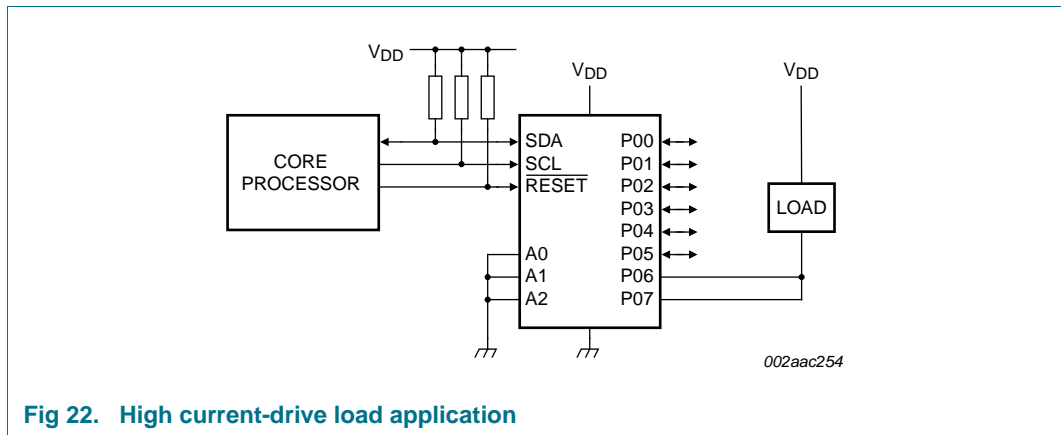 VDD
VDD
VDD
CORE
PROCESSOR
SDA
SCL
RESET
A0
A1
A2
P00
P01
P02
P03
P04
P05
P06
P07
LOAD
002aac254
Fig 22. High current-drive load application